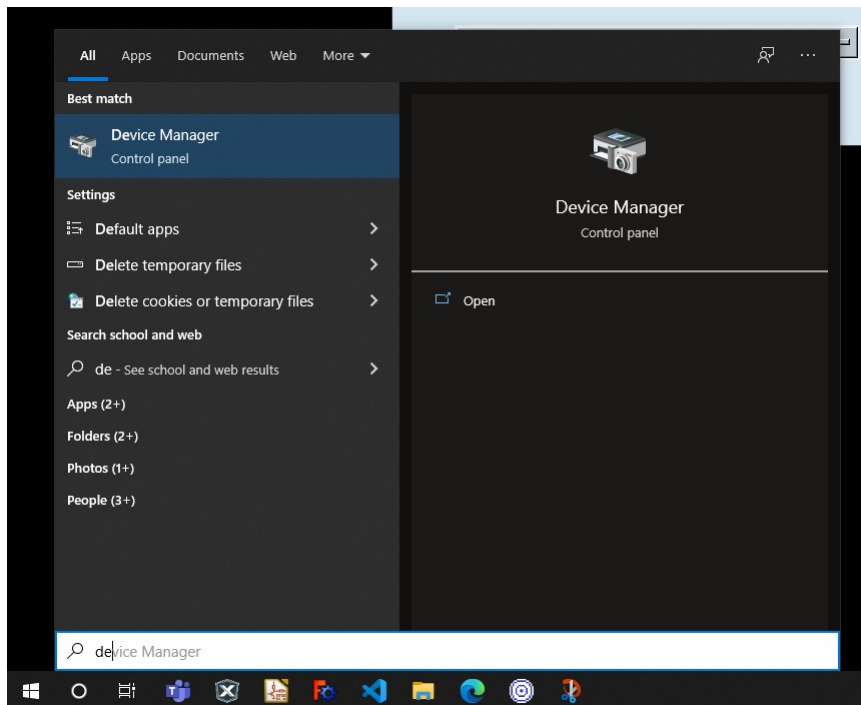 All Apps Documents Web More
Best match
Device Manager
Control panel
Settings
Default apps
Delete temporary files
Delete cookies or temporary files
Search school and web
de - See school and web results
Apps (2+)
Folders (2+)
Photos (1+)
People (3+)
Device Manager
Control panel
Open
device Manager